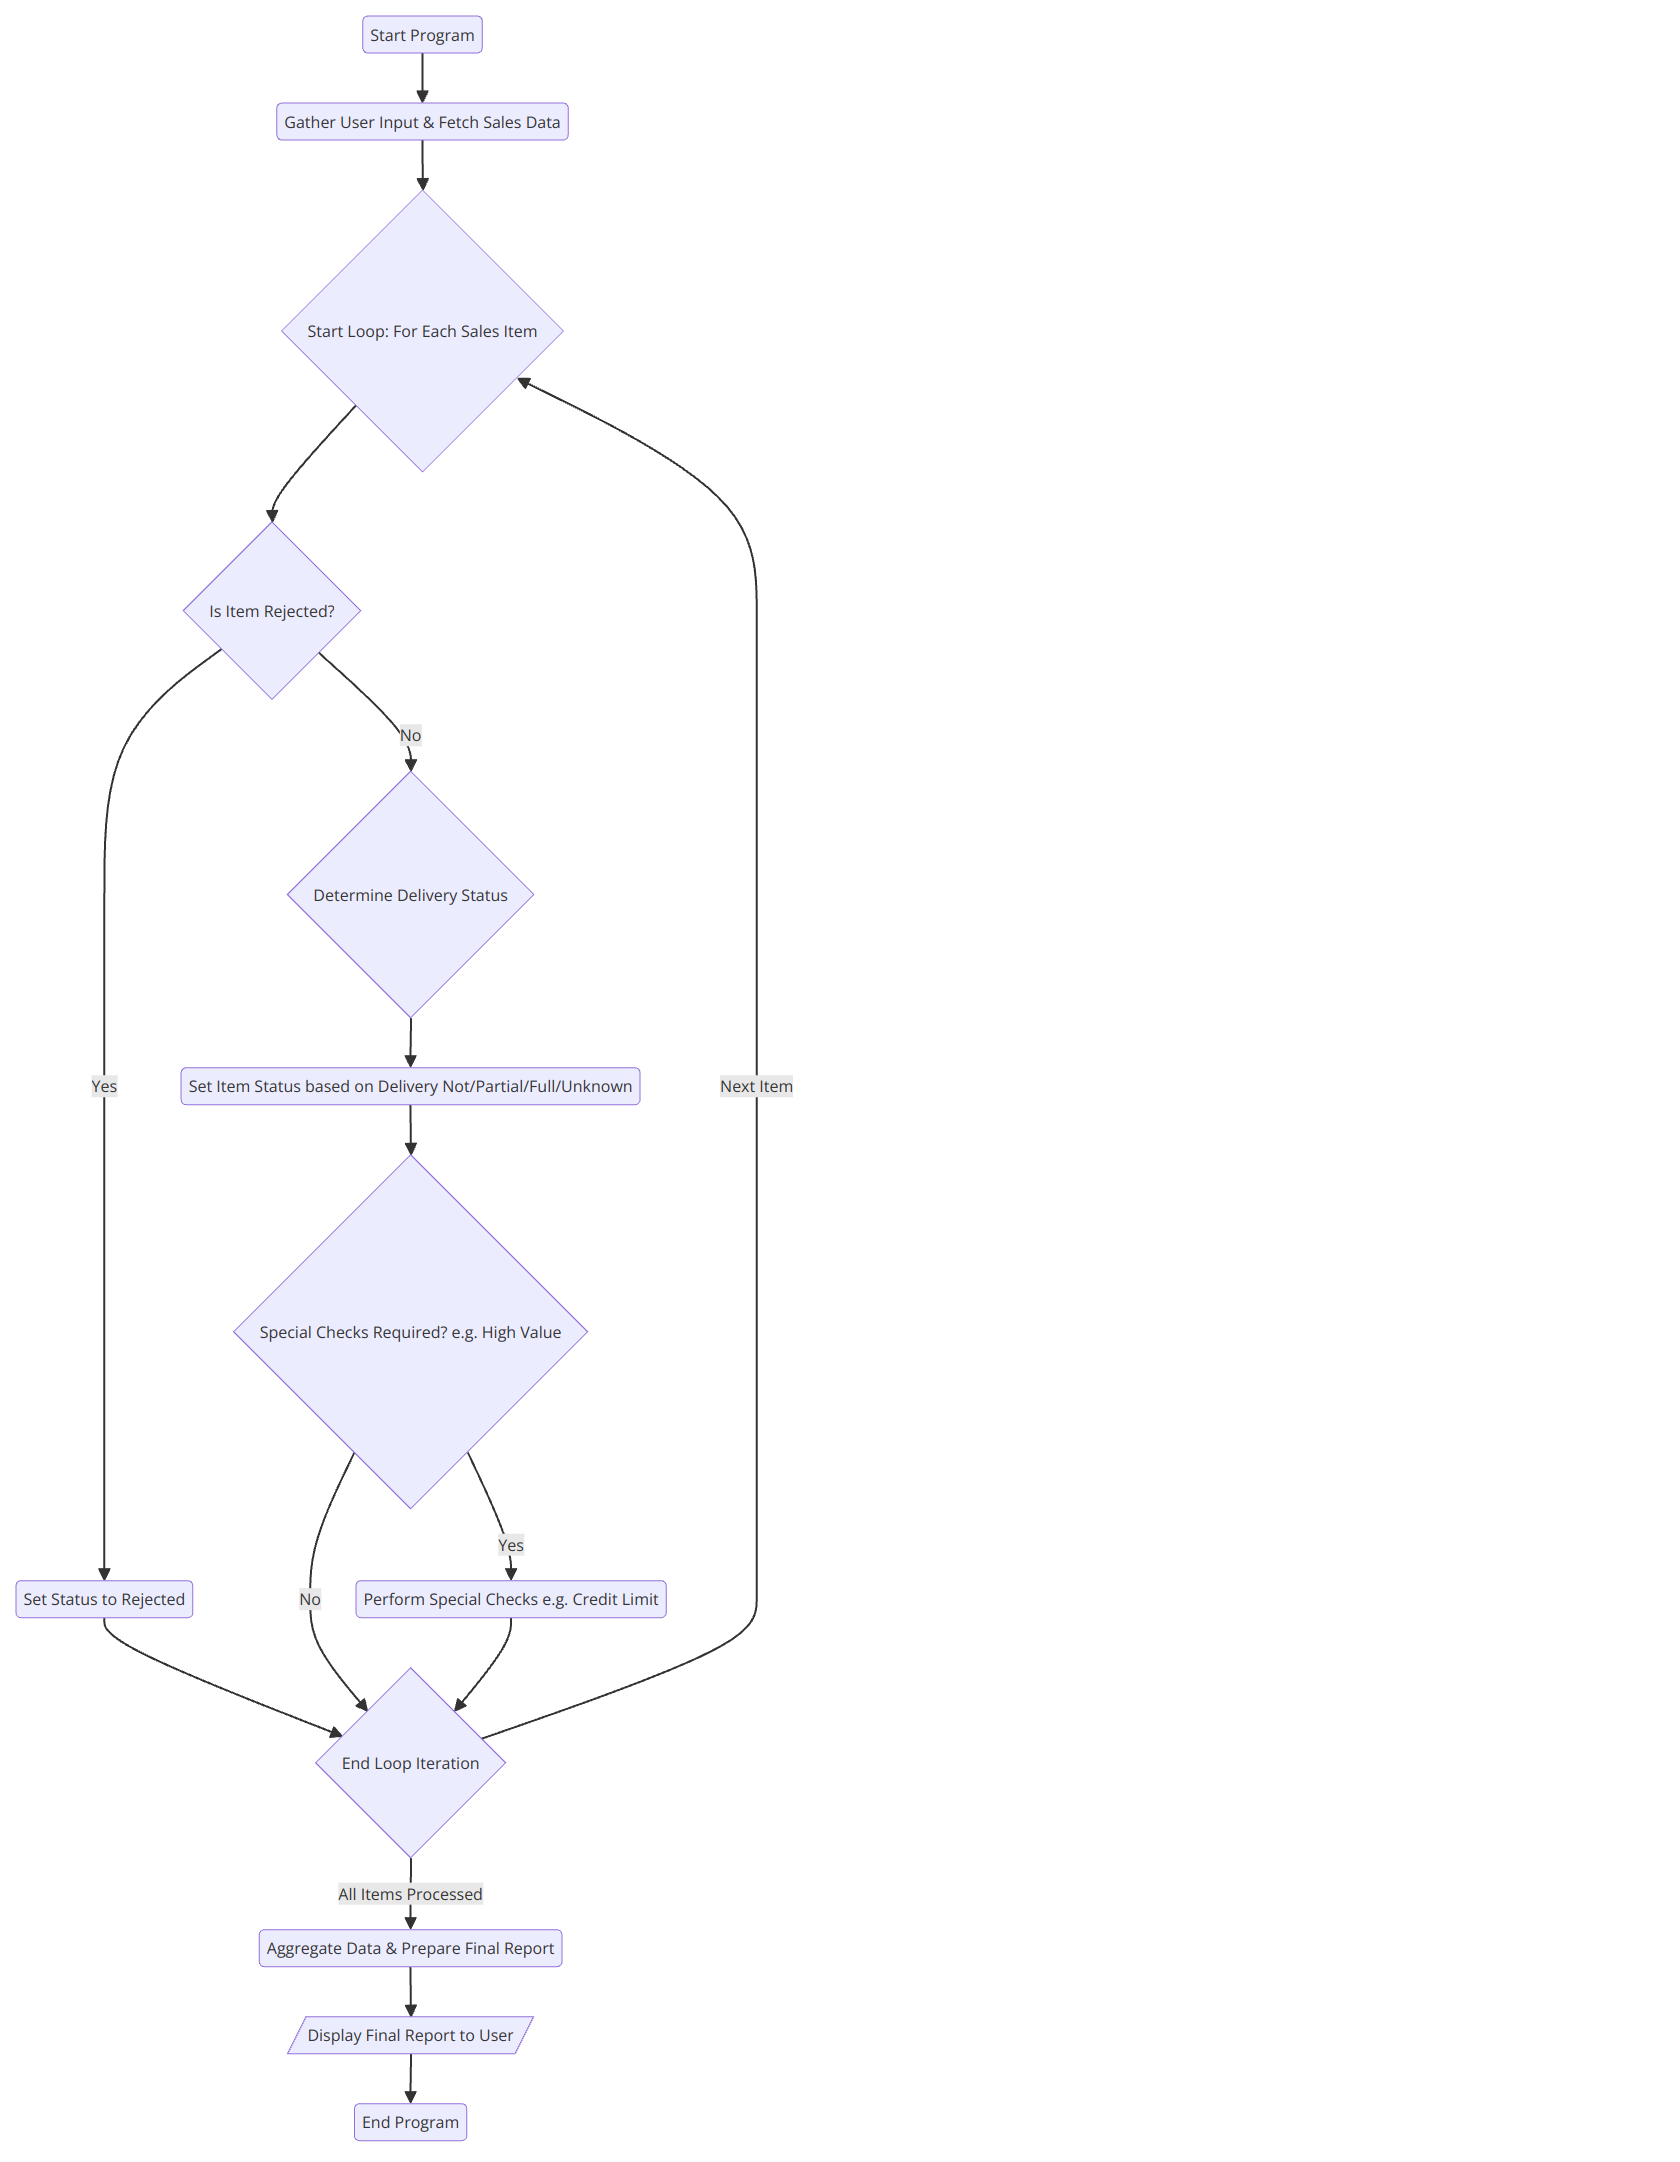 Start Program
Gather User Input & Fetch Sales Data
Start Loop: For Each Sales Item
Is Item Rejected?
No
Determine Delivery Status
Yes
Set Item Status based on Delivery Not/Partial/Full/Unknown
Next Item
Special Checks Required? e.g. High Value
Yes
Set Status to Rejected
No
Perform Special Checks e.g. Credit Limit
End Loop Iteration
All Items Processed
Aggregate Data & Prepare Final Report
Display Final Report to User
End Program